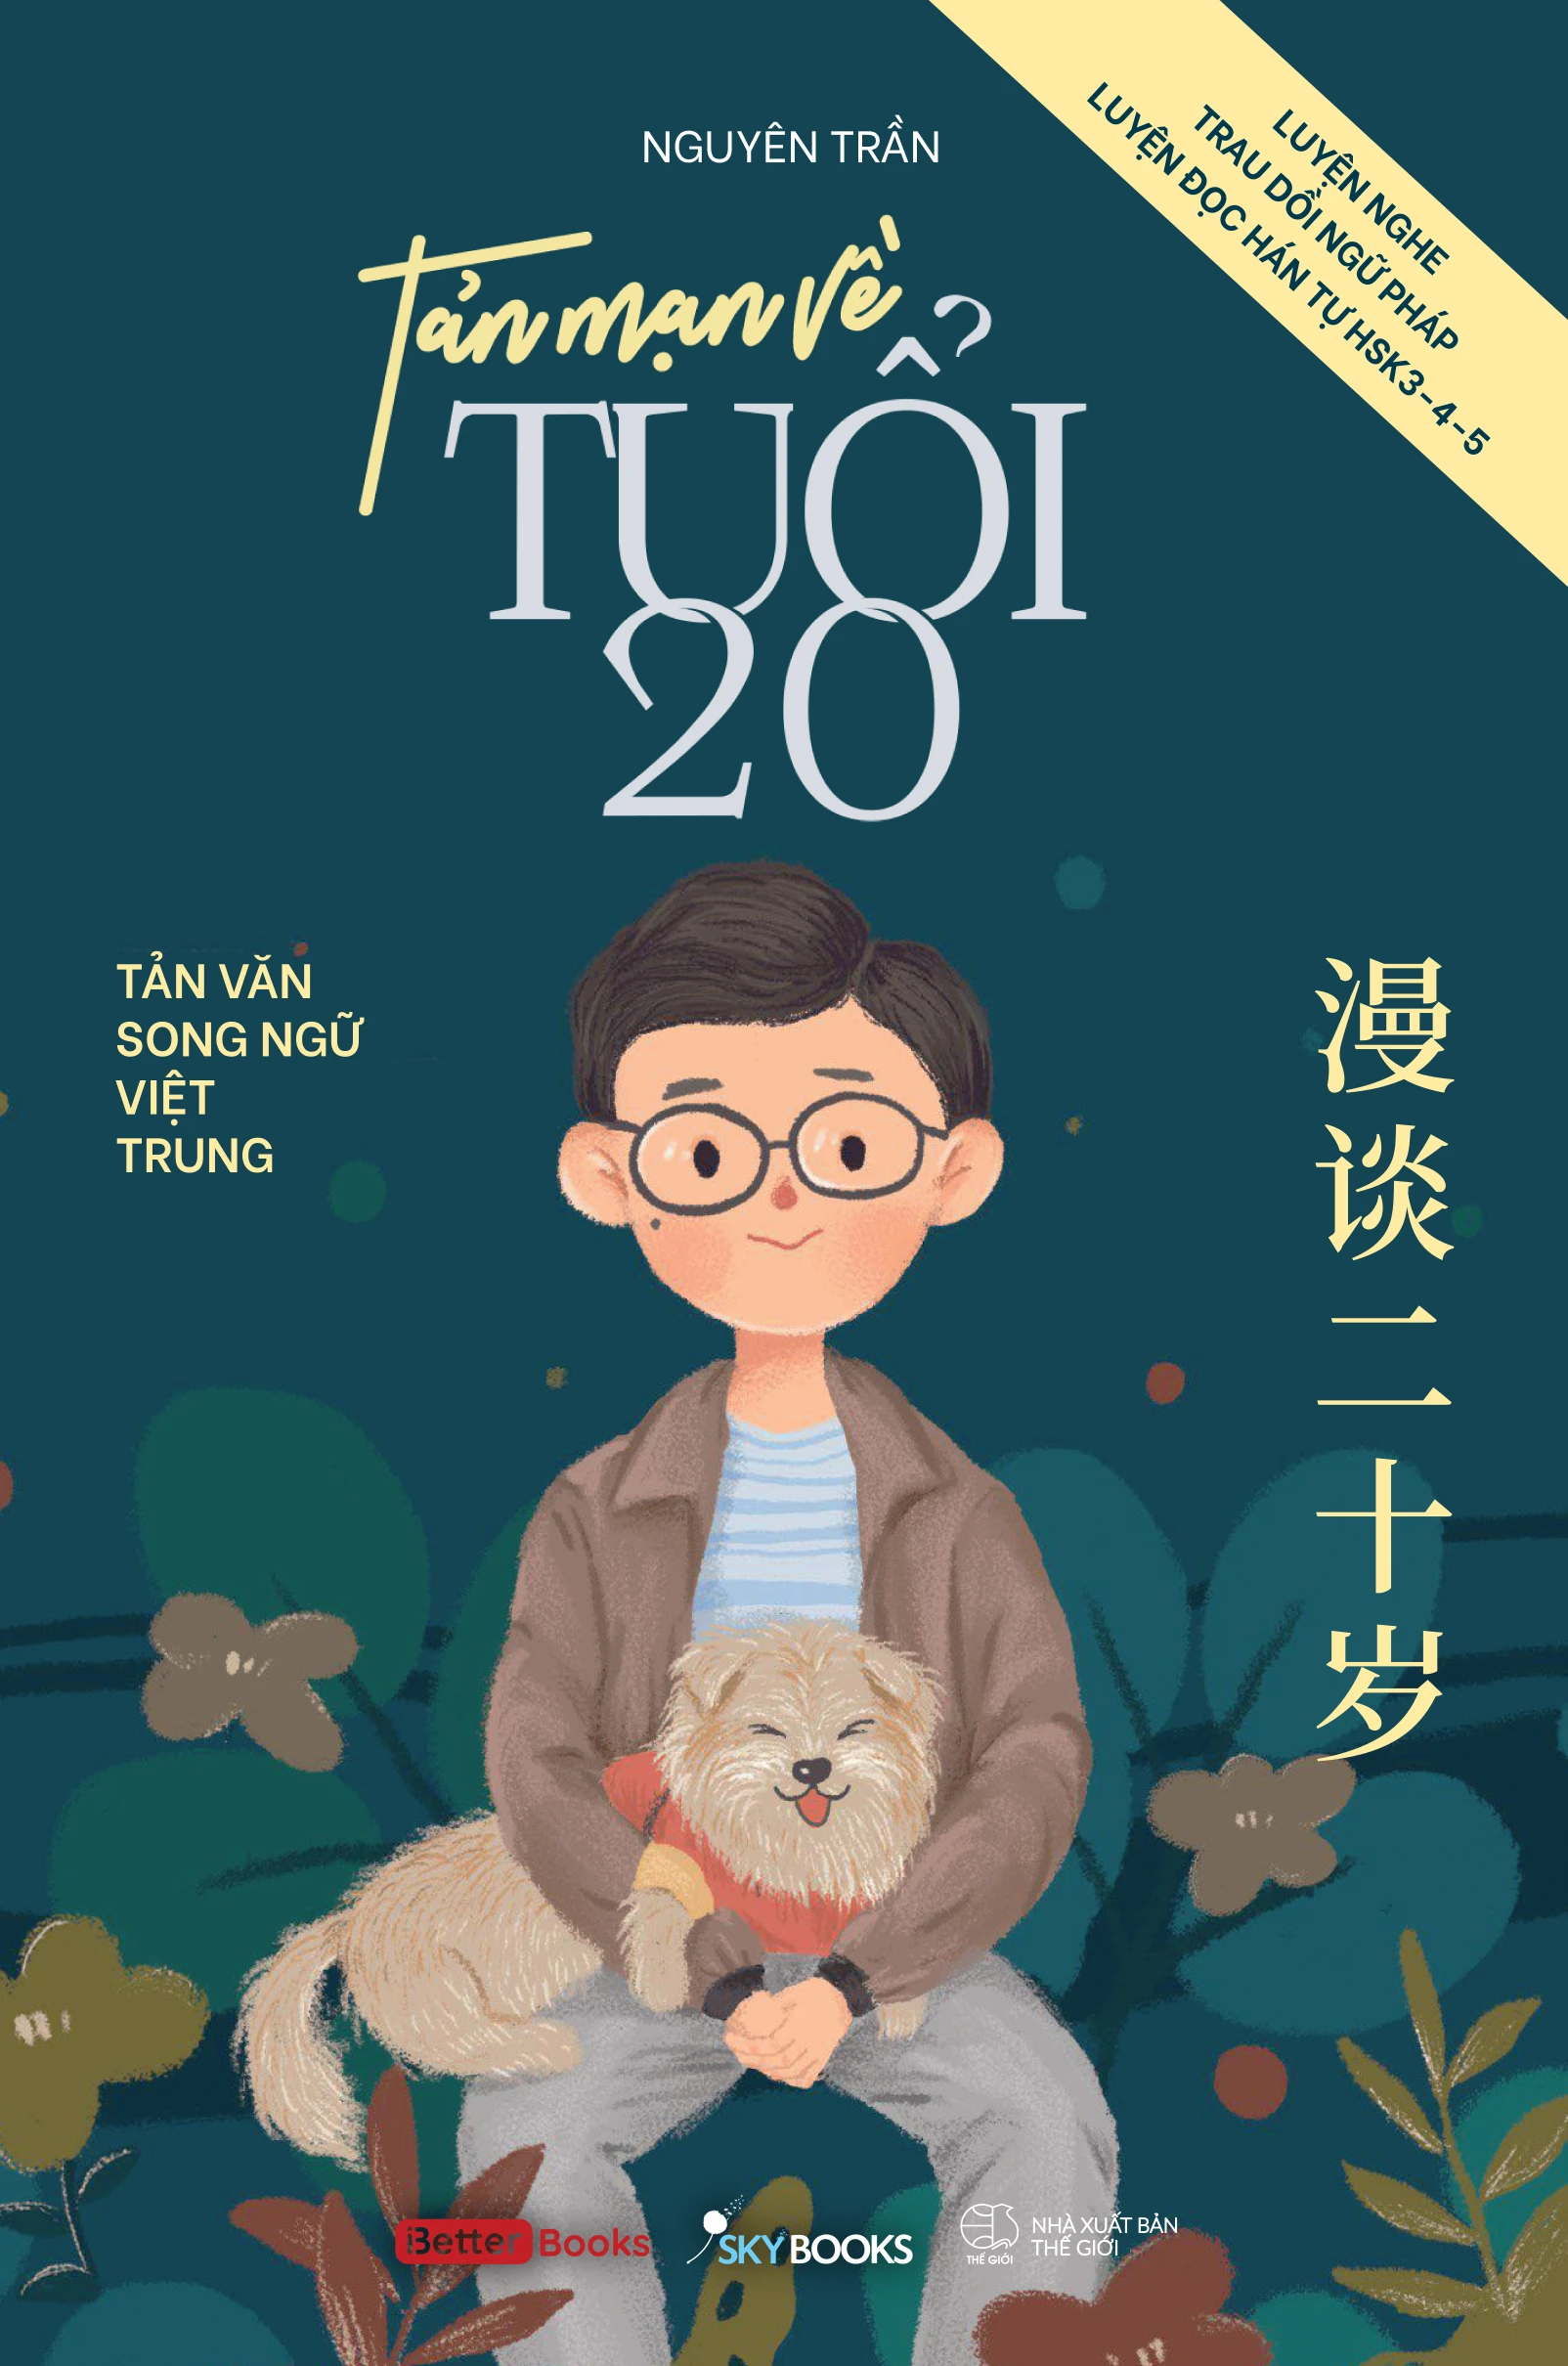 NGUYÊN TRẦN
LUYỆN NGHE
TRAU DỒI NGỮ PHÁP
LUYỆN ĐỌC HÁN TỰ HSK3-4-5
Tản mạn về
TUỔI
20
TẢN VĂN
SONG NGỮ
VIỆT
TRUNG
漫谈二十岁
iBetter Books
SKYBOOKS
THẾ GIỚI
NHÀ XUẤT BẢN
THẾ GIỚI